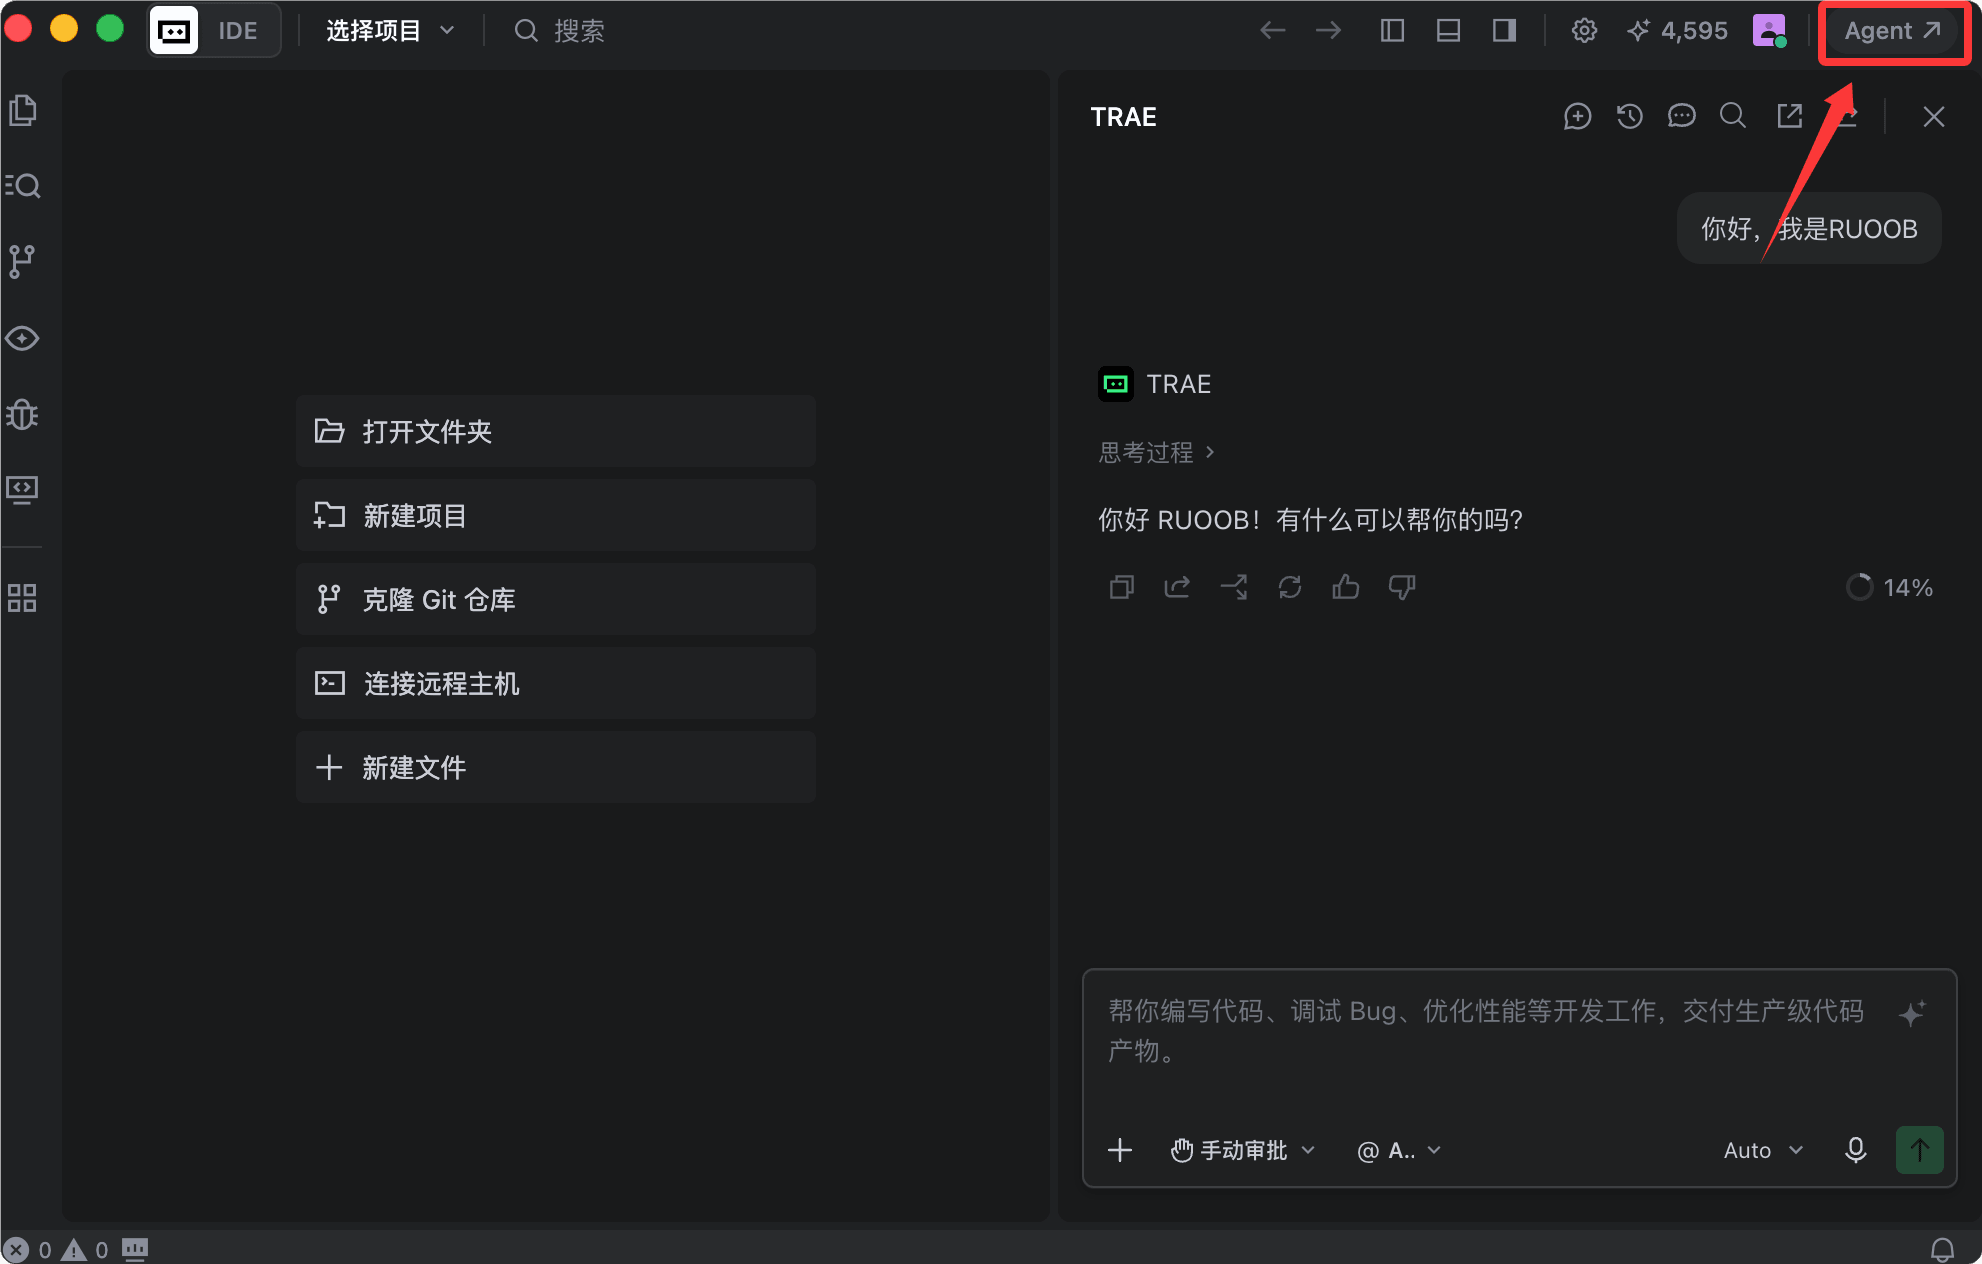 IDE
选择项目
搜索
4,595
Agent
TRAE
你好，我是RUOOB
TRAE
思考过程
你好 RUOOB！有什么可以帮你的吗？
14%
打开文件夹
新建项目
克隆 Git 仓库
连接远程主机
新建文件
帮你编写代码、调试 Bug、优化性能等开发工作，交付生产级代码
产物。
手动审批
@ A..
Auto
0
0